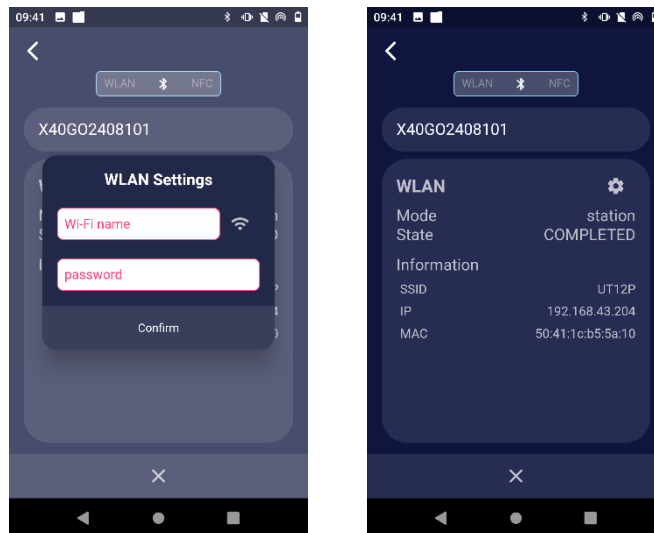 09:41
WLAN NFC
X40GO2408101
WLAN Settings
Wi-Fi name
password
Confirm
09:41
WLAN NFC
X40GO2408101
WLAN
Mode station
State COMPLETED
Information
SSID UT12P
IP 192.168.43.204
MAC 50:41:1c:b5:5a:10